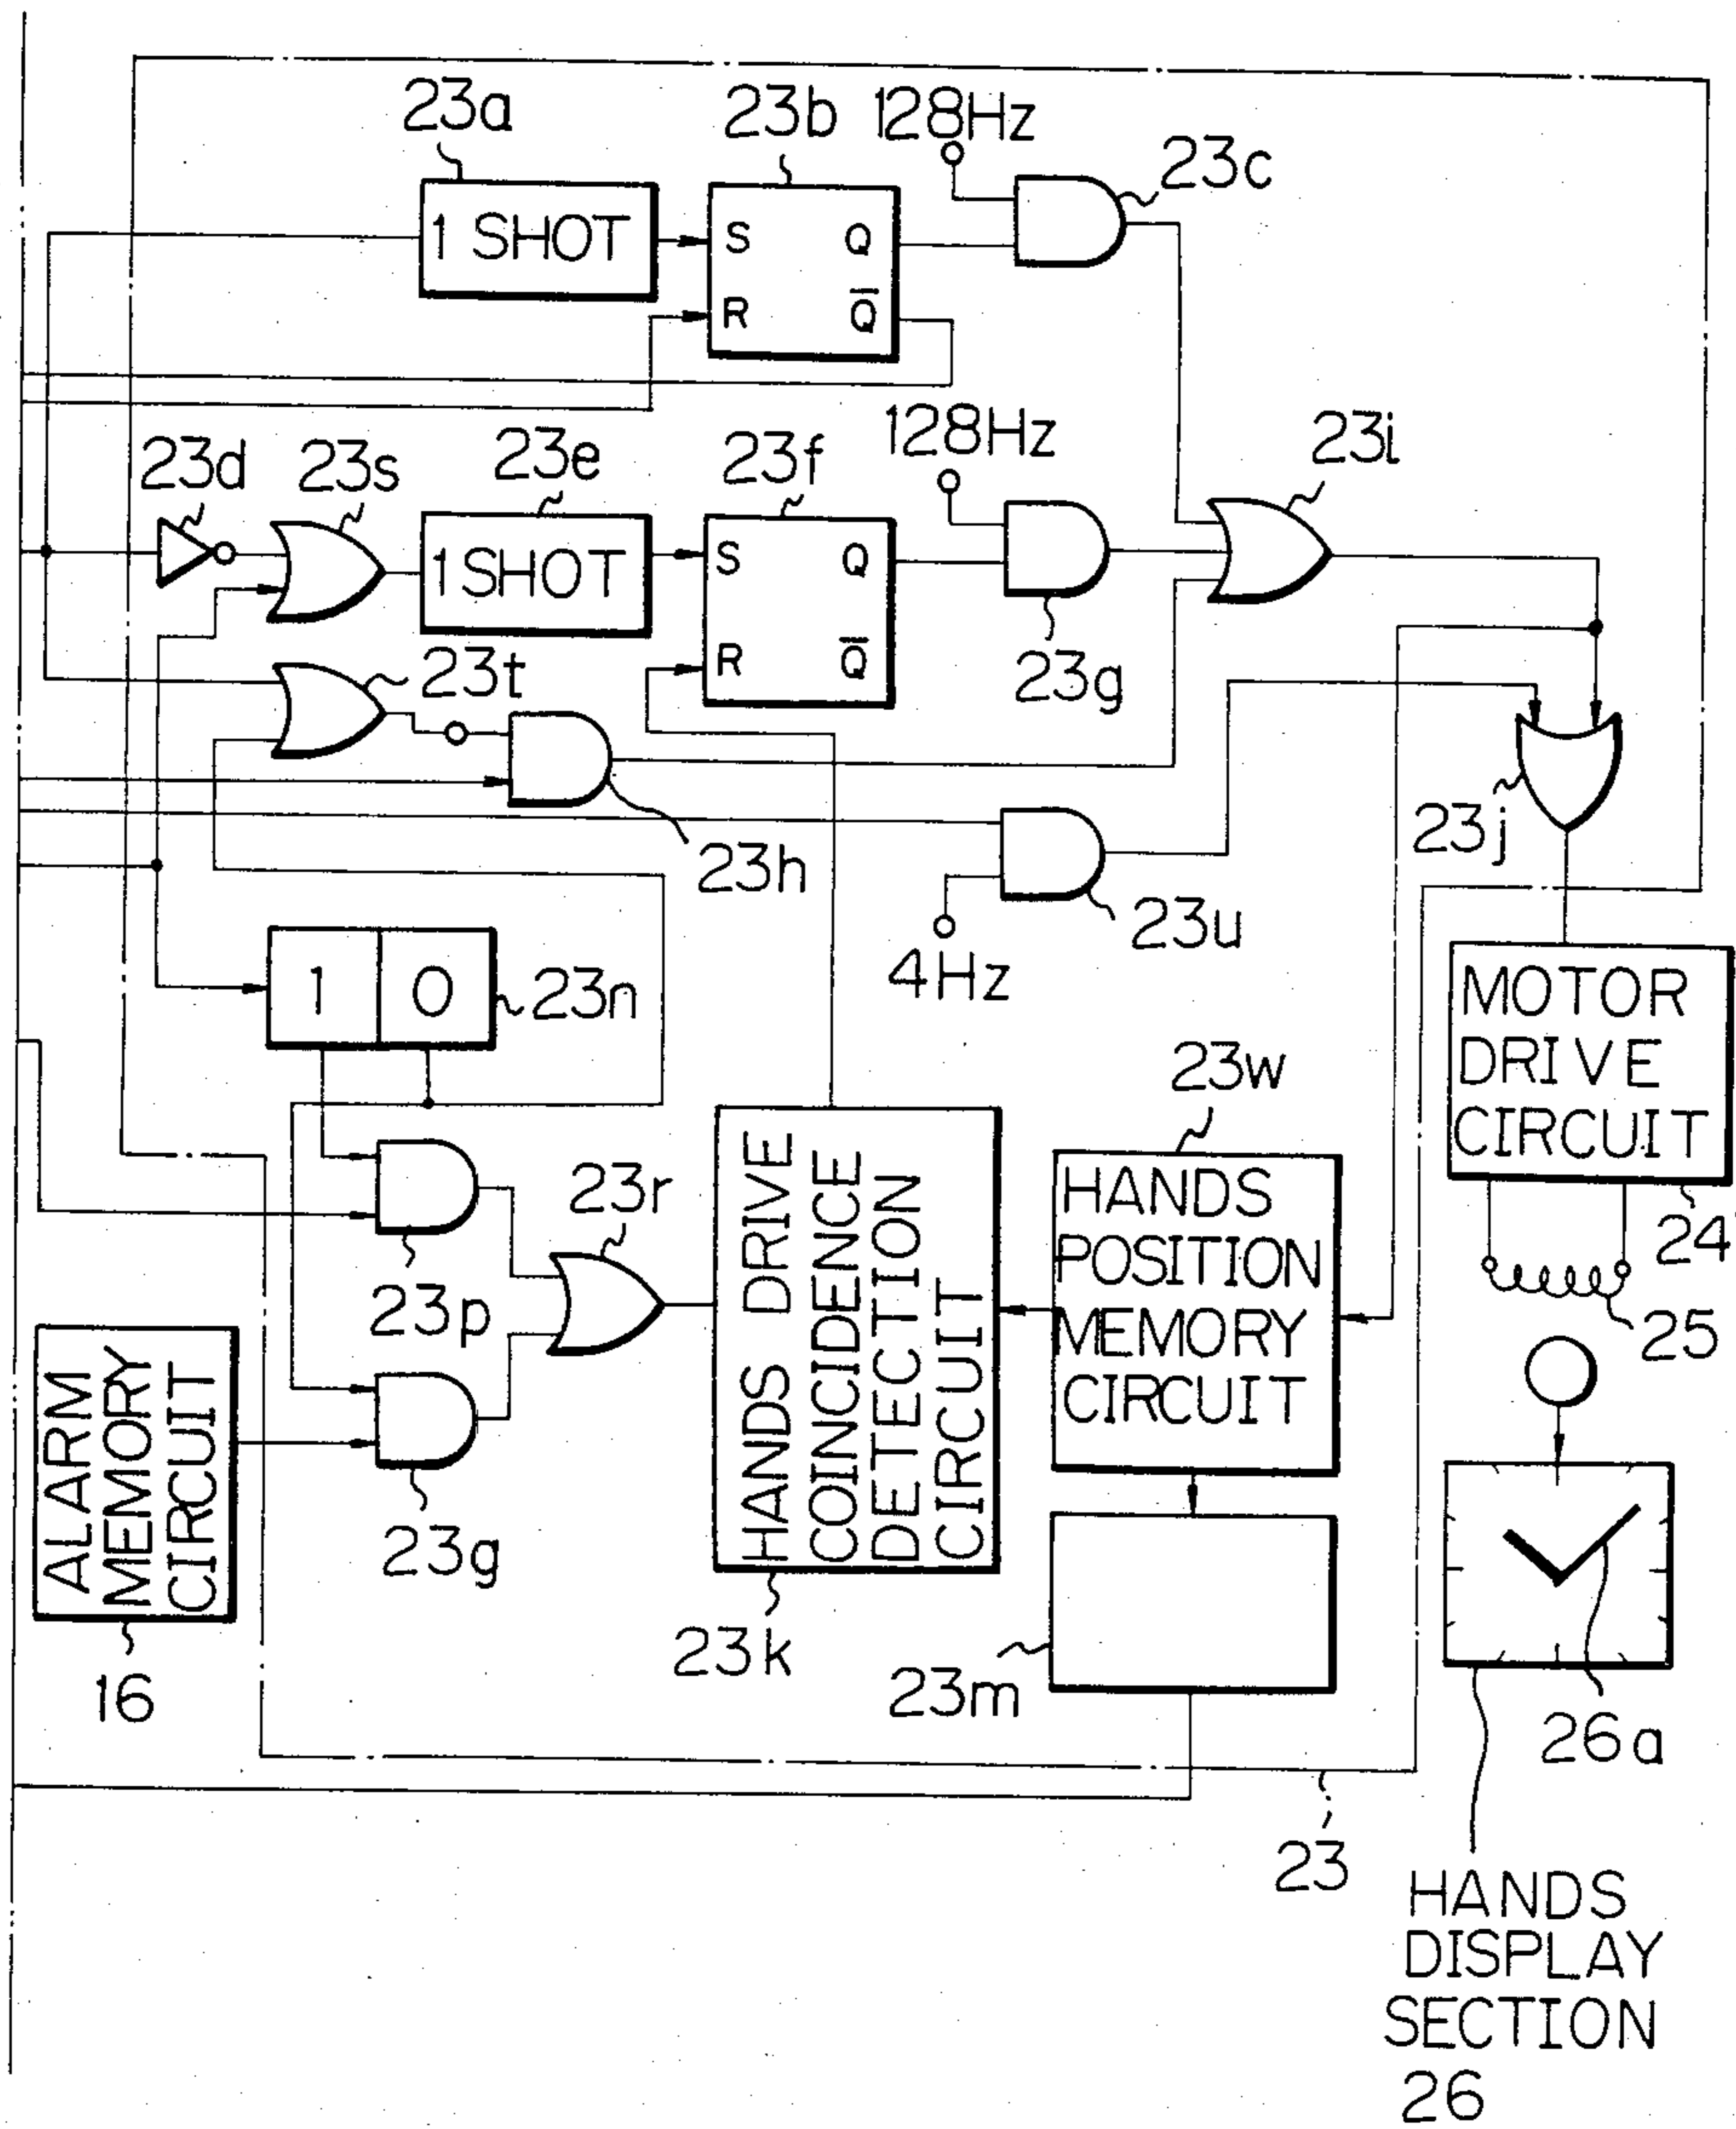 23a
23b
128Hz
23c
1 SHOT
S
Q
R
Q̅
23d
23s
23e
23f
128Hz
23i
1 SHOT
S
Q
R
Q̅
23g
23t
23h
23j
23u
4Hz
1
0
23n
MOTOR
DRIVE
CIRCUIT
24
25
23w
HANDS
POSITION
MEMORY
CIRCUIT
23p
23r
HANDS DRIVE
COINCIDENCE
DETECTION
CIRCUIT
ALARM
MEMORY
CIRCUIT
16
23g
23k
23m
26a
23
HANDS
DISPLAY
SECTION
26